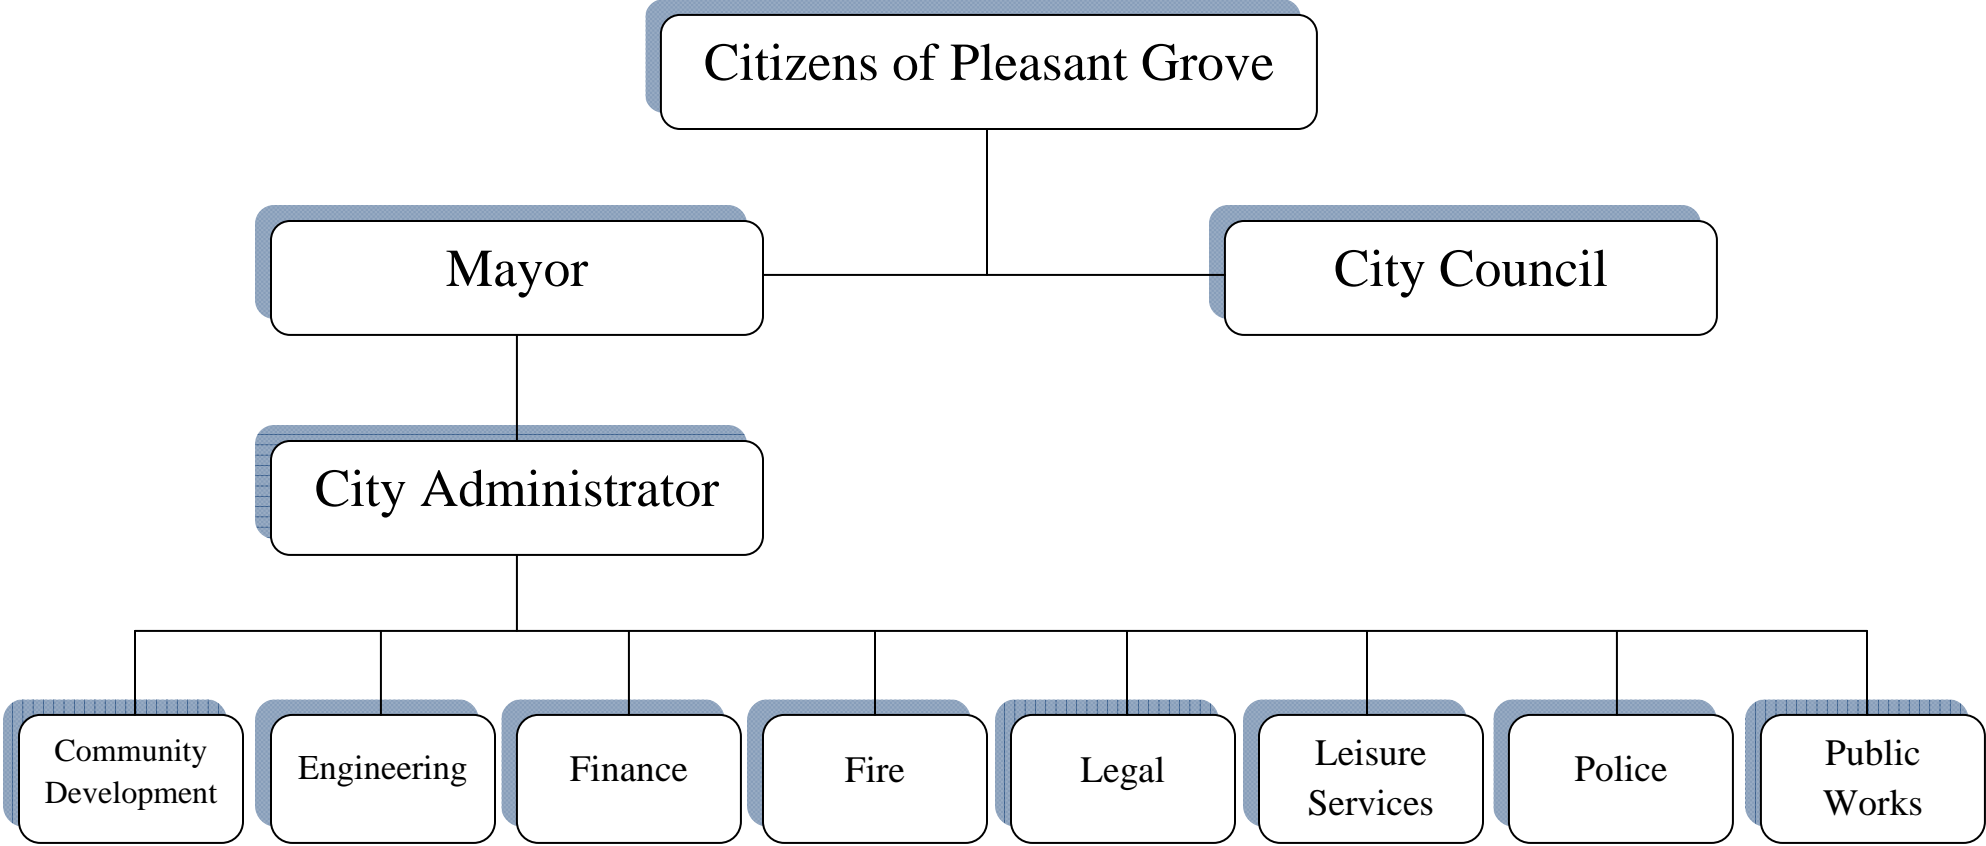 Citizens of Pleasant Grove
Mayor
City Council
City Administrator
Community
Development
Engineering
Finance
Fire
Legal
Leisure
Services
Police
Public
Works